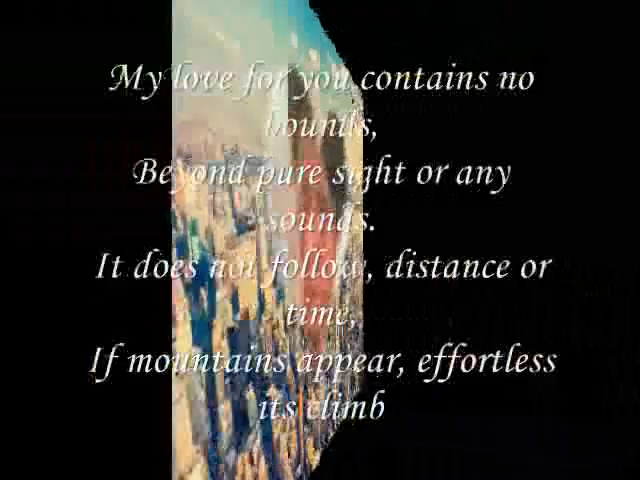 My love for you contains no
bounds,
Beyond pure sight or any
sounds.
It does not follow, distance or
time,
If mountains appear, effortless
its climb